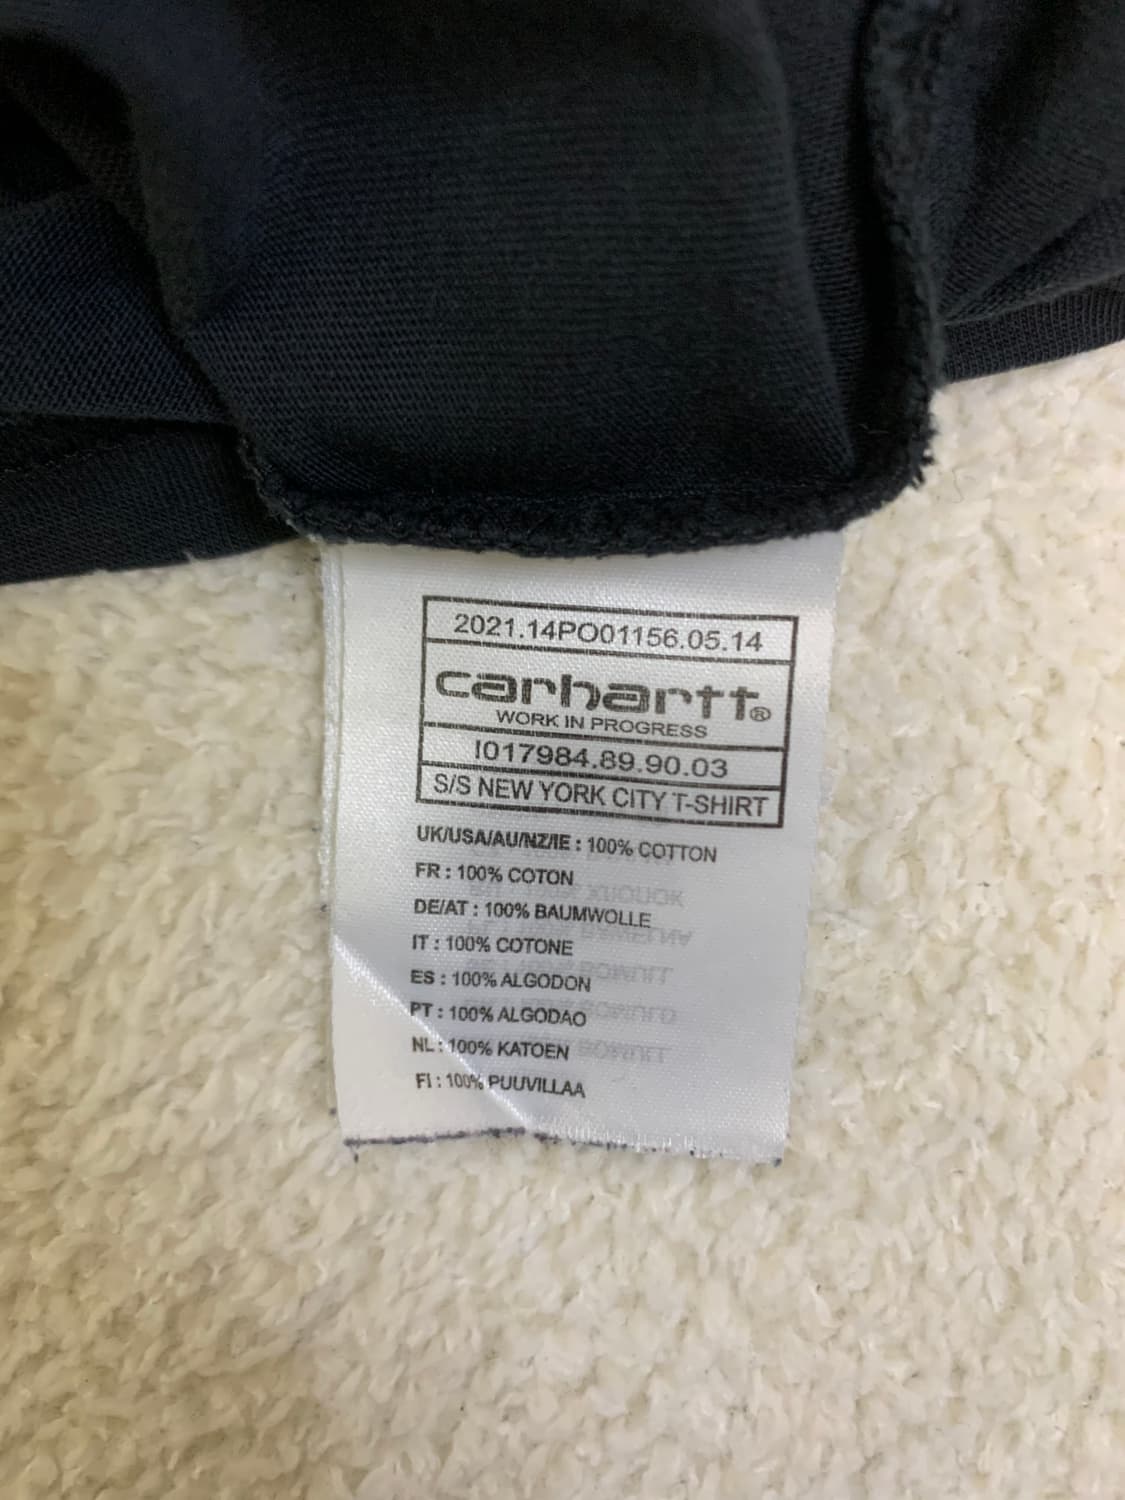 2021.14PO01156.05.14
carhartt®
WORK IN PROGRESS
I017984.89.90.03
S/S NEW YORK CITY T-SHIRT
UK/USA/AU/NZ/IE : 100% COTTON
FR : 100% COTON
DE/AT : 100% BAUMWOLLE
IT : 100% COTONE
ES : 100% ALGODON
PT : 100% ALGODAO
NL : 100% KATOEN
FI : 100% PUUVILLAA